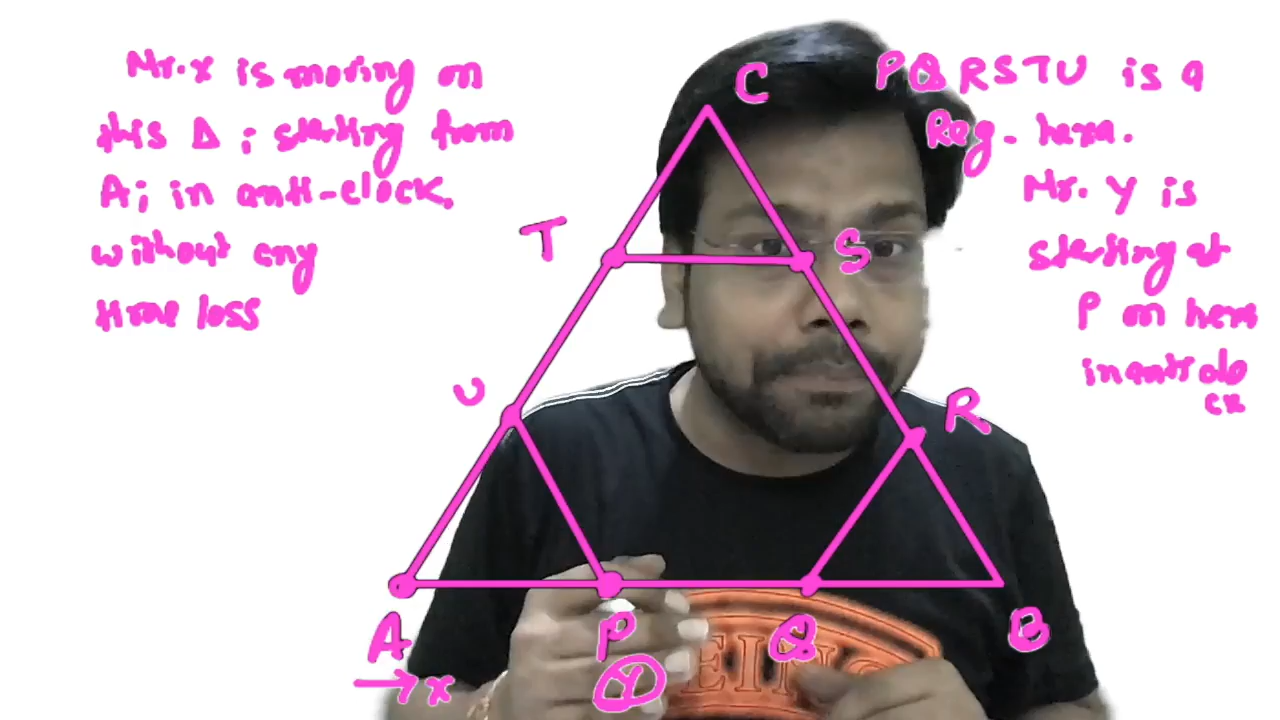 Mr. X is moving on
this Δ ; starting from
A; in anti-clock.
without any
time loss
PQRSTU is a
Reg. hexa.
Mr. Y is
starting at
P on hexa
in anti clo
ck
C
T
S
U
R
A
P
Q
B
→ x
Y
EING